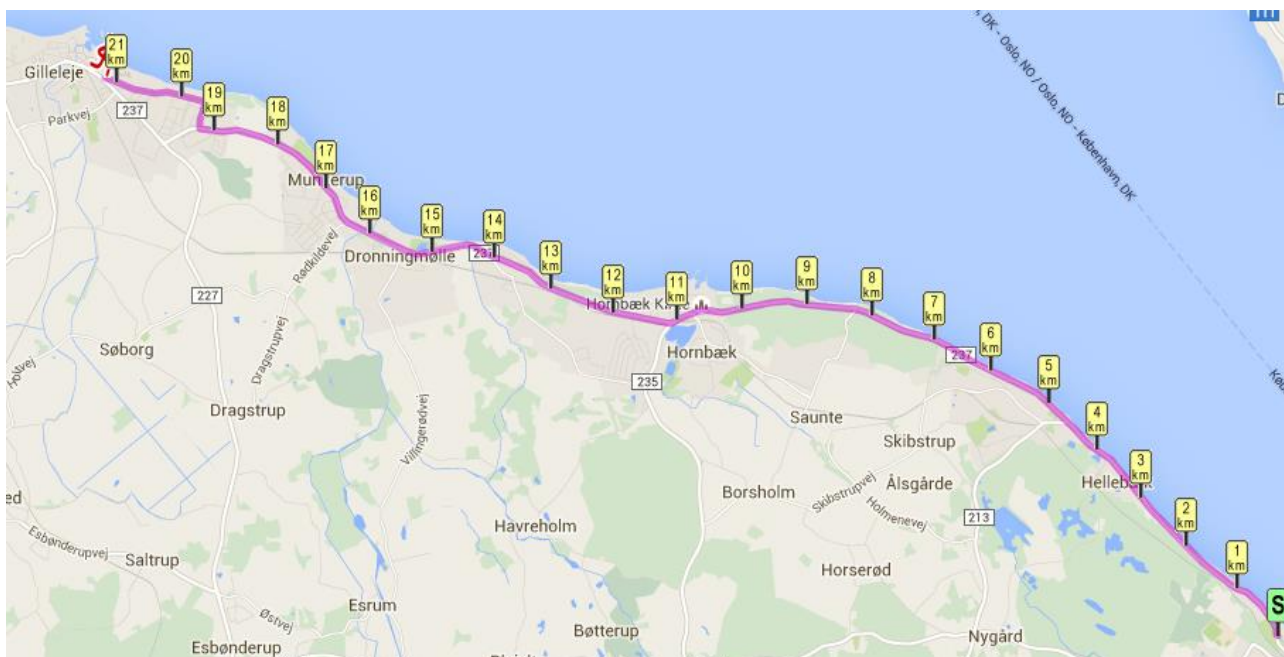 DK - Oslo, NO / Oslo, NO - København, DK
21
km
20
km
19
km
18
km
17
km
16
km
15
km
14
km
13
km
12
km
11
km
10
km
9
km
8
km
7
km
6
km
5
km
4
km
3
km
2
km
1
km
S
Gilleleje
237
Parkvej
Rødkildevej
Dronningmølle
237
227
Søborg
Dragstrupvej
Dragstrup
Villingerødvej
Hornbæk
235
237
Saunte
Skibstrup
Ålsgårde
Borsholm
Skibstrupvej
Holmenevej
213
Havreholm
Horserød
Esbønderupvej
Saltrup
Esrum
Østvej
Esbønderup
Bøtterup
Nygård